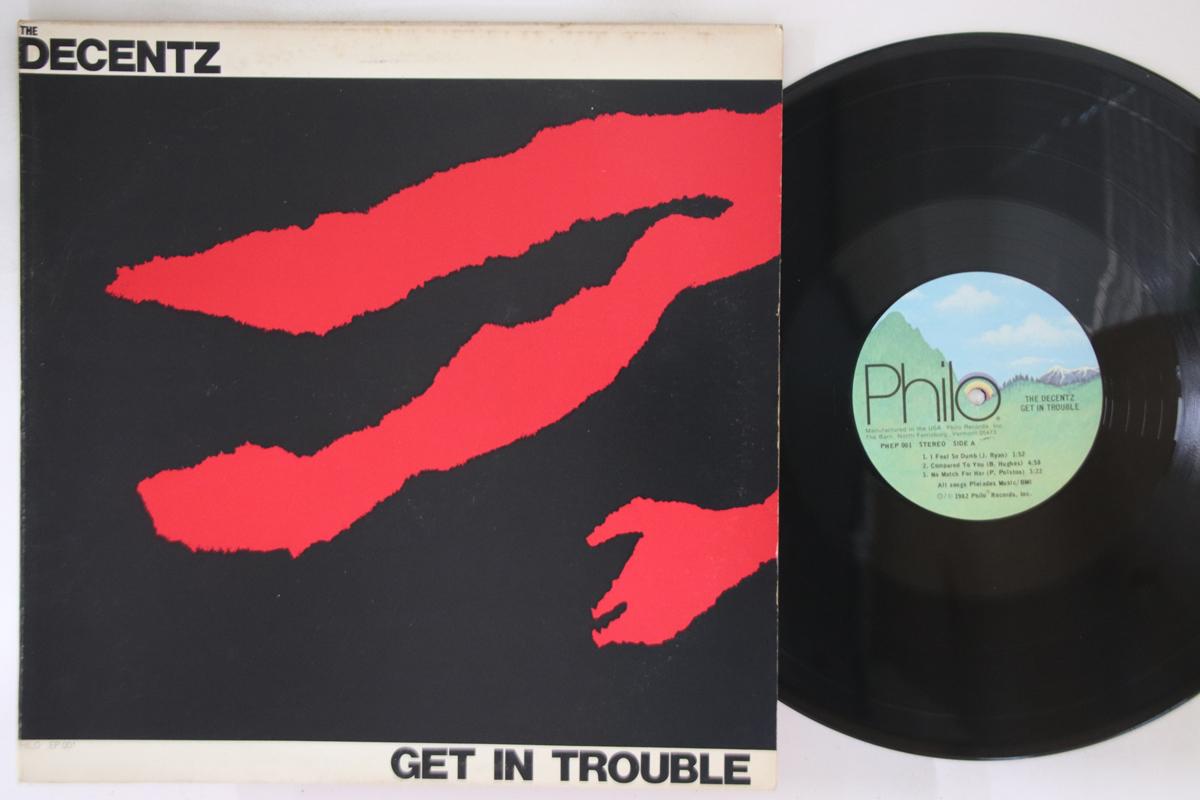 THE
DECENTZ
PHILO EP 001
GET IN TROUBLE
Philo
Manufactured in the USA Philo Records, Inc.
The Barn, North Ferrisburg, Vermont 05473
THE DECENTZ
GET IN TROUBLE
PHEP 001 STEREO SIDE A
1. I Feel So Dumb (J. Ryan) 1:52
2. Compared To You (B. Hughes) 4:58
3. No Match For Her (P. Polston) 3:22
All songs Pleiades Music/BMI
℗/© 1982 Philo® Records, Inc.